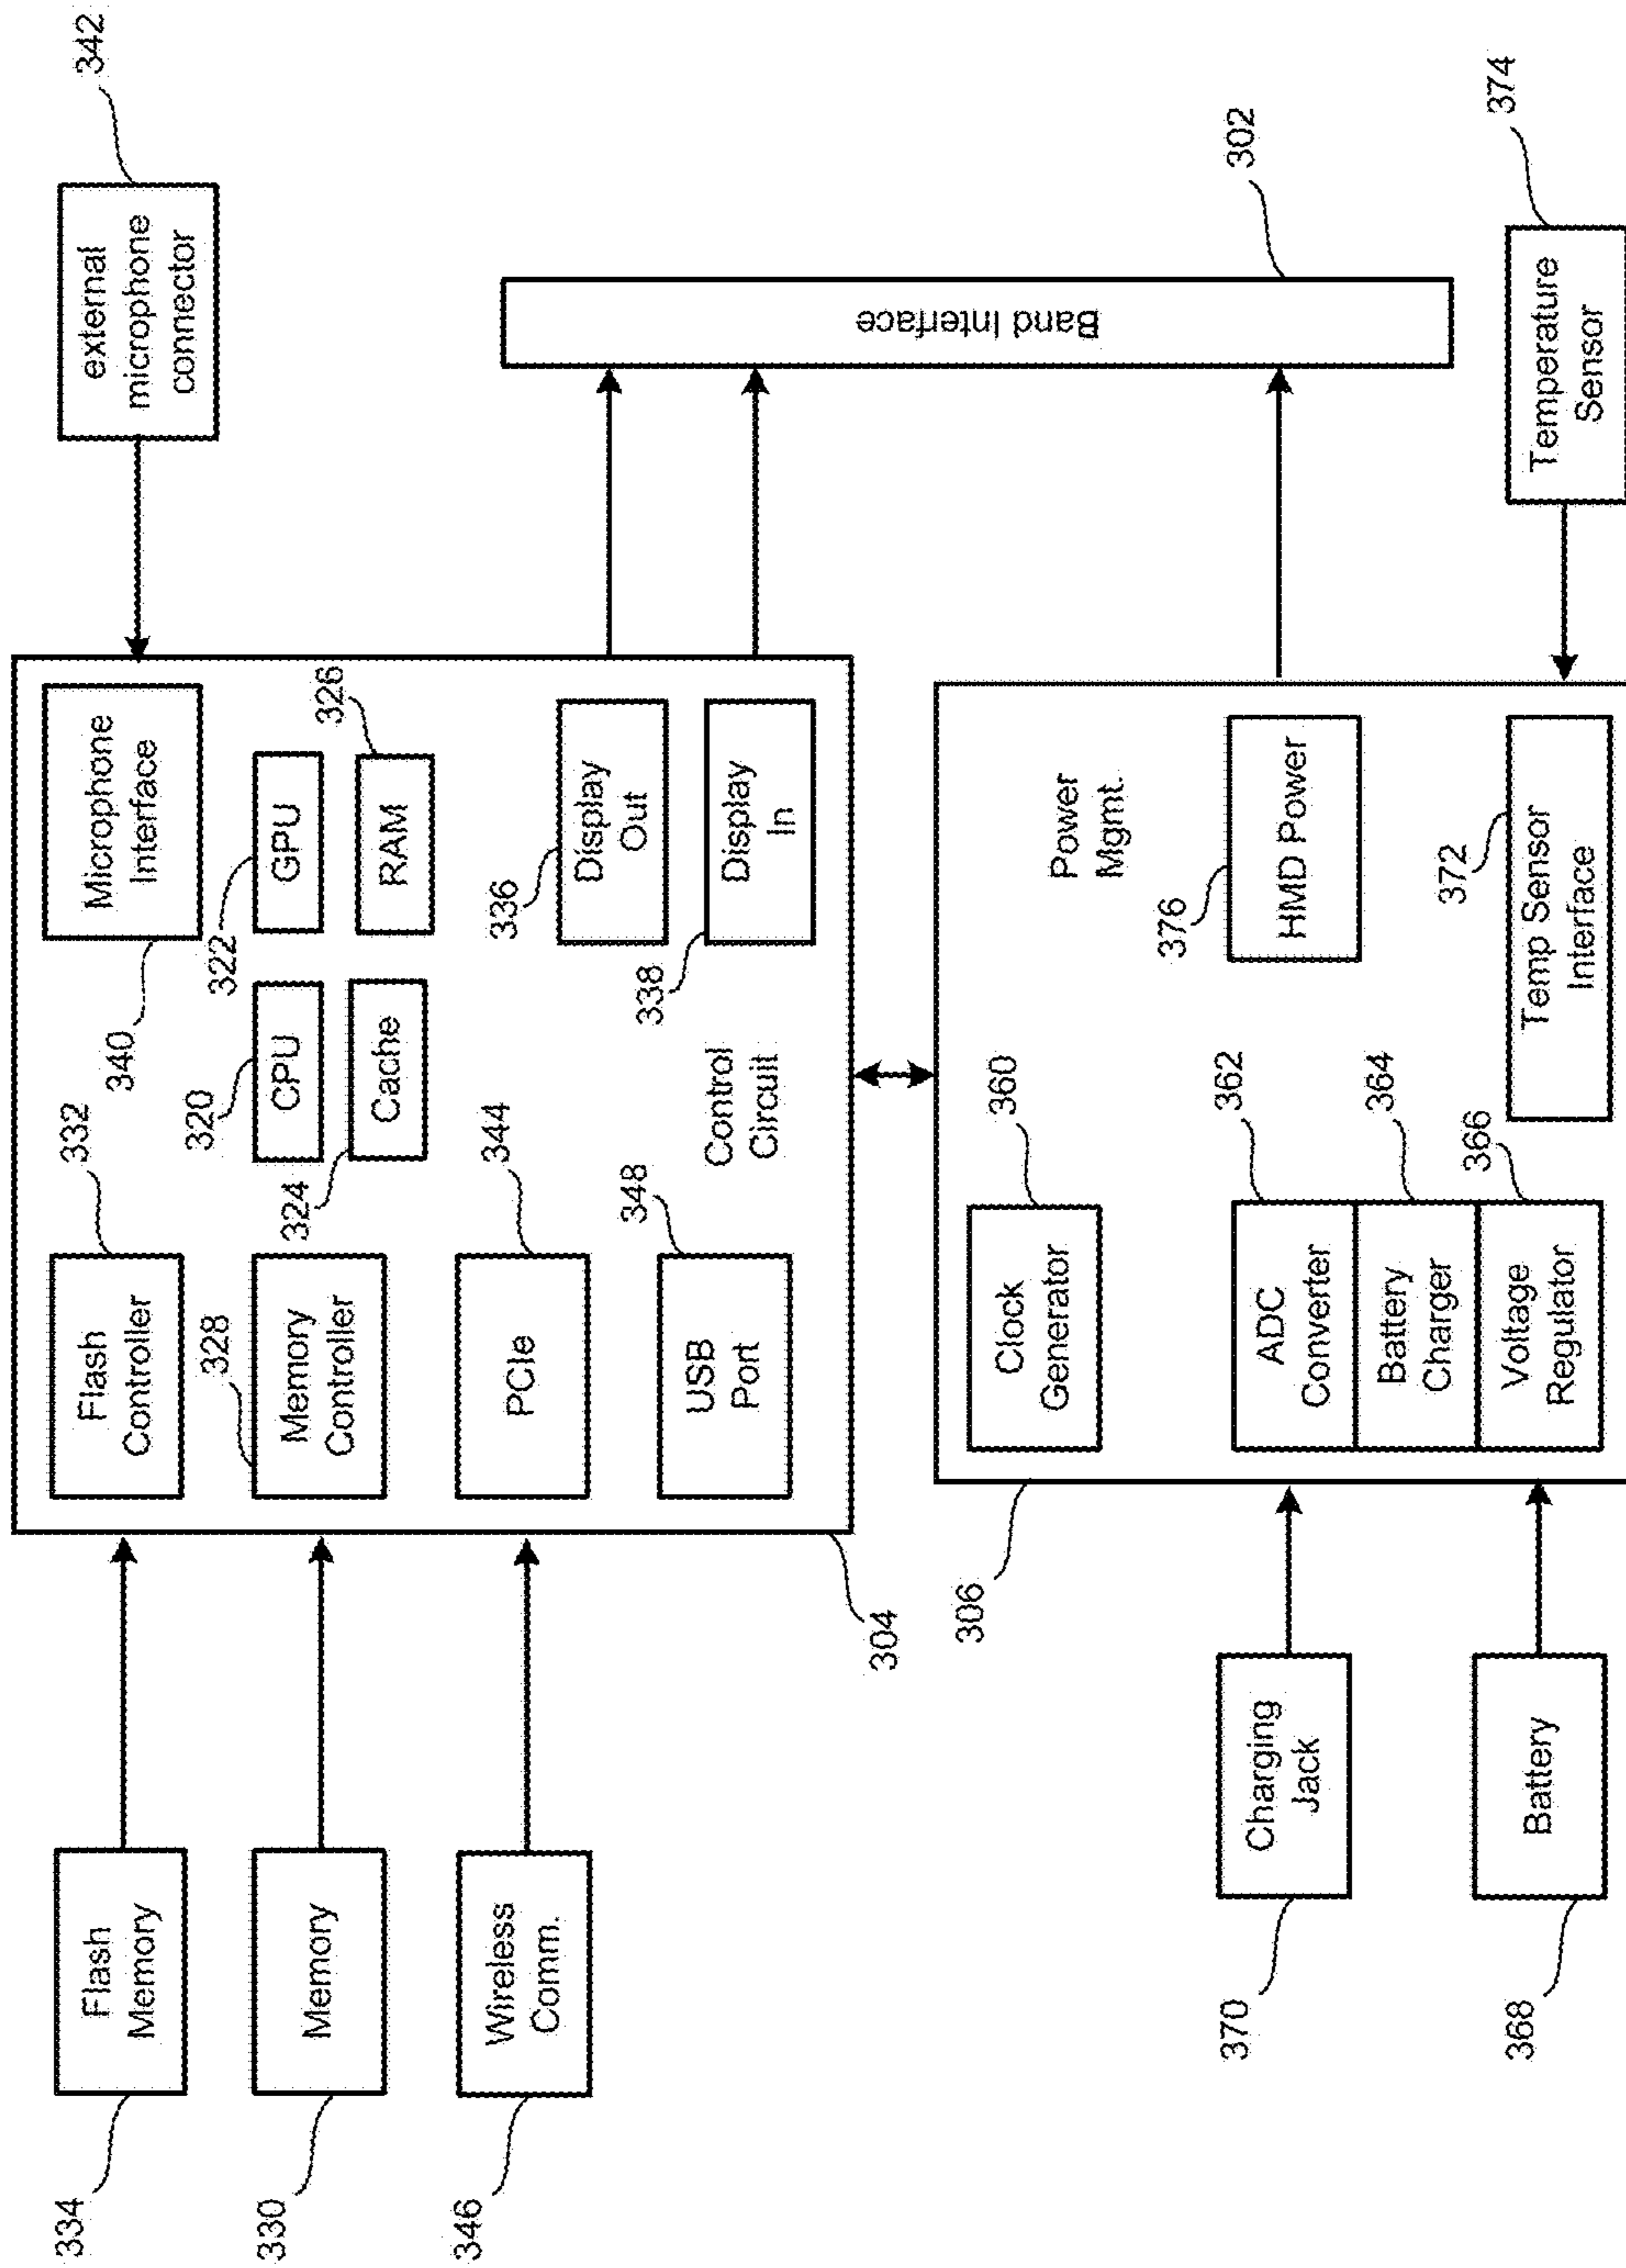 334
Flash
Memory
330
Memory
346
Wireless
Comm.
332
Flash
Controller
328
Memory
Controller
344
PCIe
348
USB
Port
304
340
Microphone
Interface
320
CPU
322
GPU
324
Cache
326
RAM
336
Display
Out
338
Display
In
Control
Circuit
342
external
microphone
connector
302
Band Interface
306
360
Clock
Generator
362
ADC
Converter
364
Battery
Charger
366
Voltage
Regulator
Power
Mgmt.
376
HMD Power
372
Temp Sensor
Interface
370
Charging
Jack
368
Battery
374
Temperature
Sensor